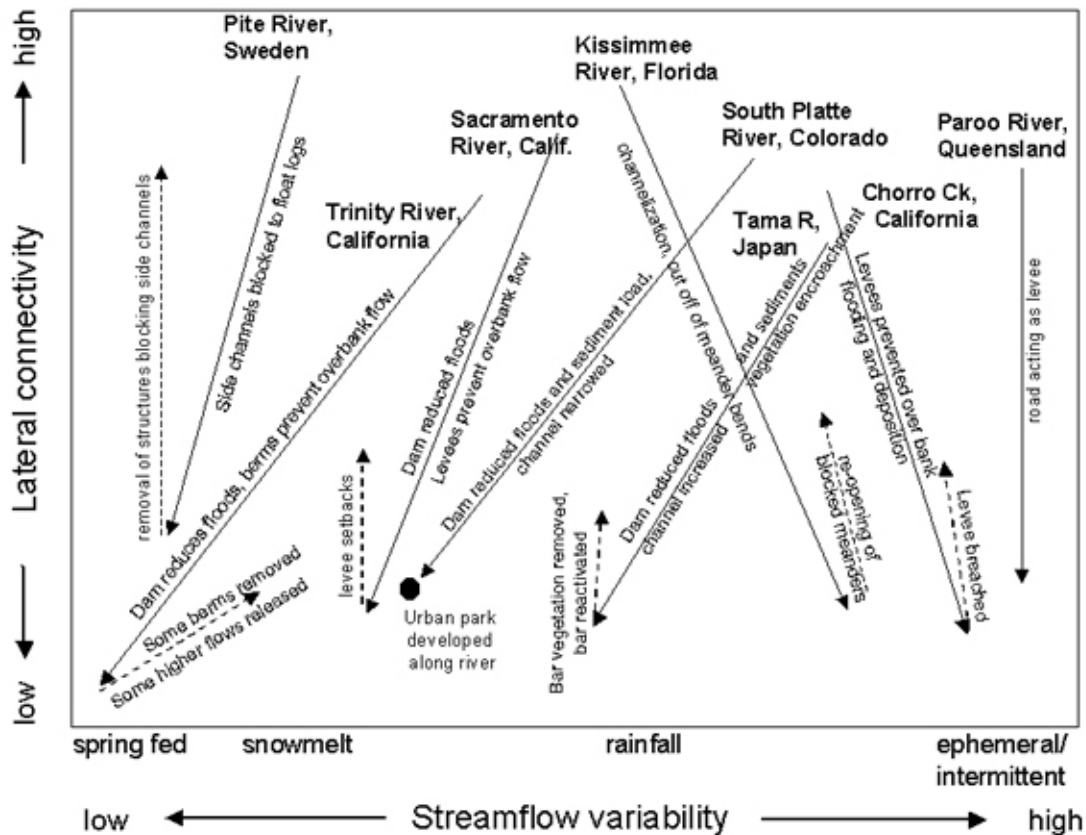 high
Lateral connectivity
low
Pite River,
Sweden
Kissimmee
River, Florida
Sacramento
River, Calif.
South Platte
River, Colorado
Paroo River,
Queensland
Trinity River,
California
Tama R,
Japan
Chorro Ck,
California
removal of structures blocking side channels
Side channels blocked to float logs
Dam reduces floods, berms prevent overbank flow
Some berms removed
Some higher flows released
levee setbacks
Dam reduced floods
Levees prevent overbank flow
Dam reduced floods and sediment load,
channel narrowed
Urban park
developed
along river
channelization, cut off of meander bends
Bar vegetation removed,
bar reactivated
Dam reduced floods and sediments
channel increased vegetation encroachment
re-opening of
blocked meanders
Levees prevented over bank
flooding and deposition
Levee breached
road acting as levee
spring fed
snowmelt
rainfall
ephemeral/
intermittent
low
Streamflow variability
high